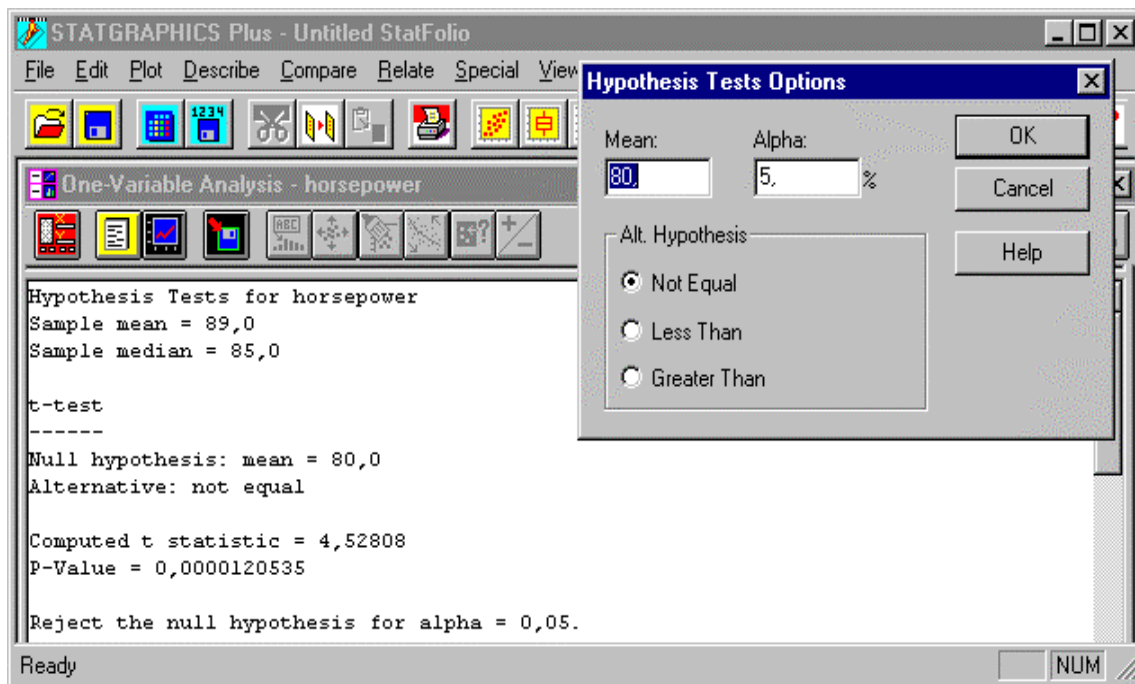 STATGRAPHICS Plus - Untitled StatFolio
File Edit Plot Describe Compare Relate Special View
1234
One-Variable Analysis - horsepower
ABC
Hypothesis Tests for horsepower
Sample mean = 89,0
Sample median = 85,0
t-test
------
Null hypothesis: mean = 80,0
Alternative: not equal
Computed t statistic = 4,52808
P-Value = 0,0000120535
Reject the null hypothesis for alpha = 0,05.
Hypothesis Tests Options
Mean: Alpha:
80, 5, %
OK
Cancel
Help
Alt. Hypothesis
Not Equal
Less Than
Greater Than
Ready NUM